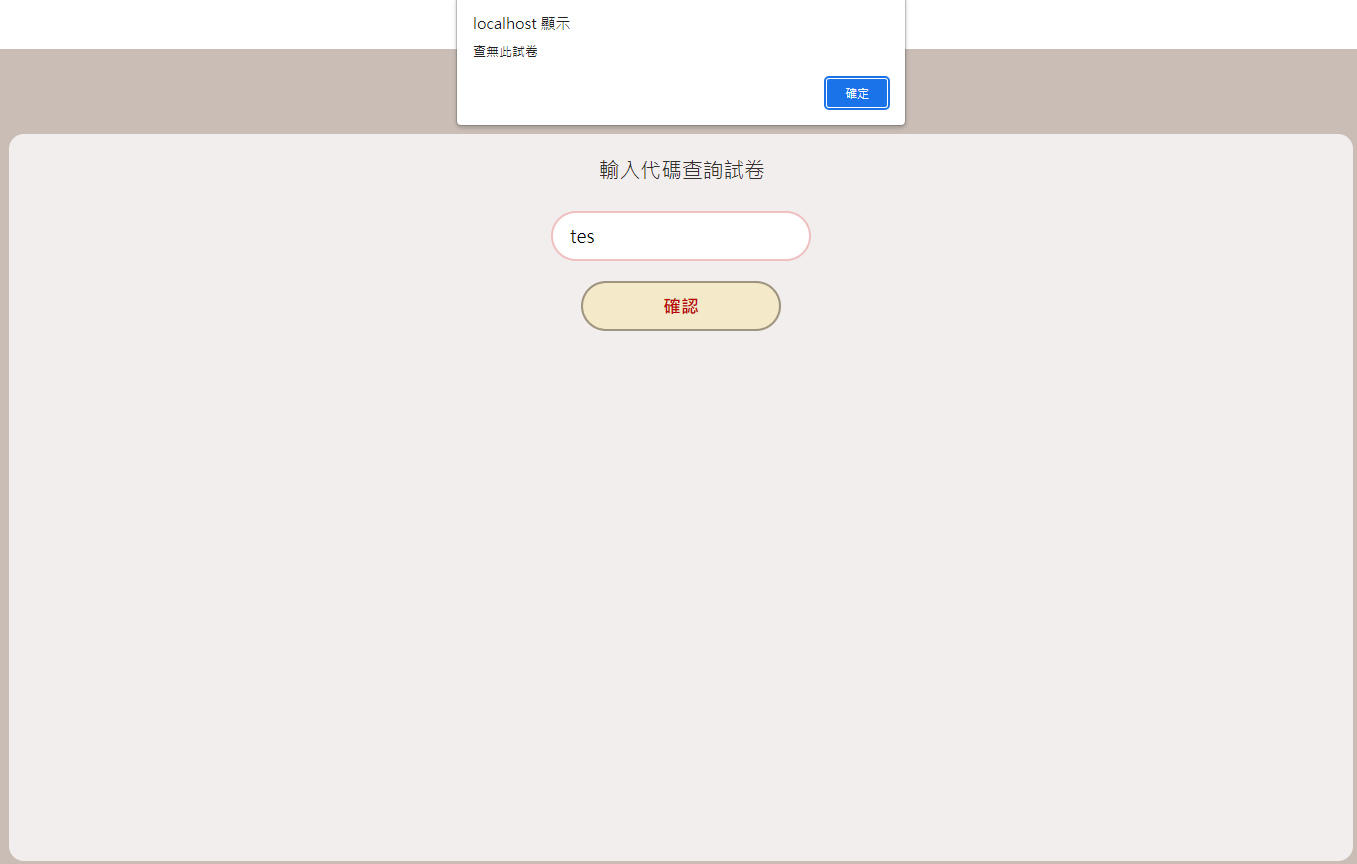 localhost 顯示
查無此試卷
確定
輸入代碼查詢試卷
tes
確認